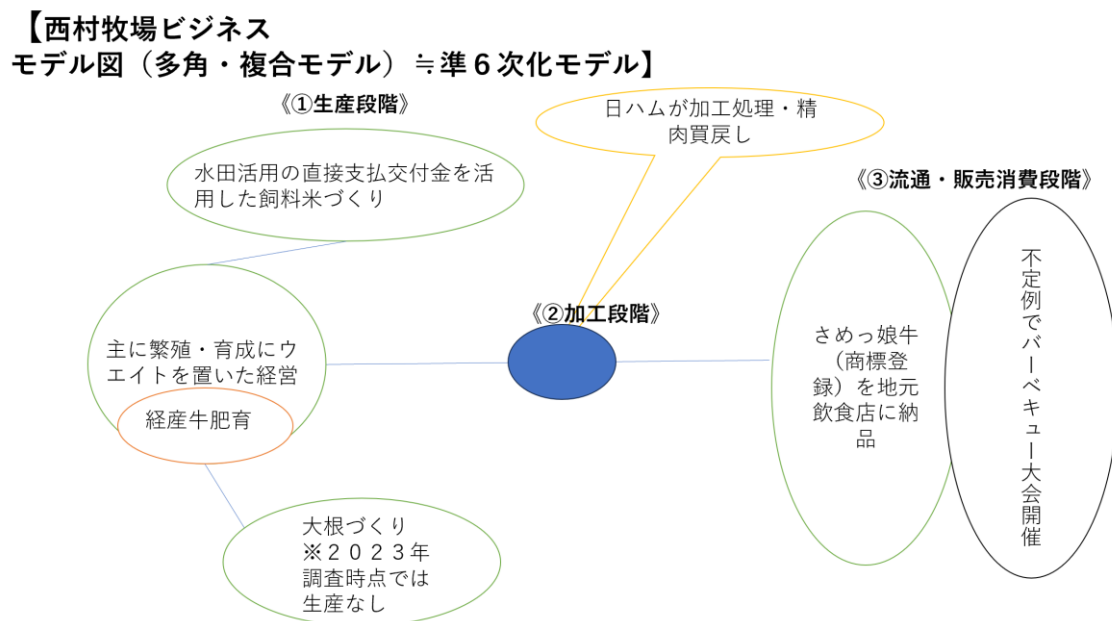 【西村牧場ビジネス
モデル図（多角・複合モデル）≒準６次化モデル】
《①生産段階》
水田活用の直接支払交付金を活
用した飼料米づくり
主に繁殖・育成にウ
エイトを置いた経営
経産牛肥育
大根づくり
※２０２３年
調査時点では
生産なし
日ハムが加工処理・精
肉買戻し
《②加工段階》
《③流通・販売消費段階》
さめっ娘牛
（商標登
録）を地元
飲食店に納
品
不定例でバーベキュー大会開催